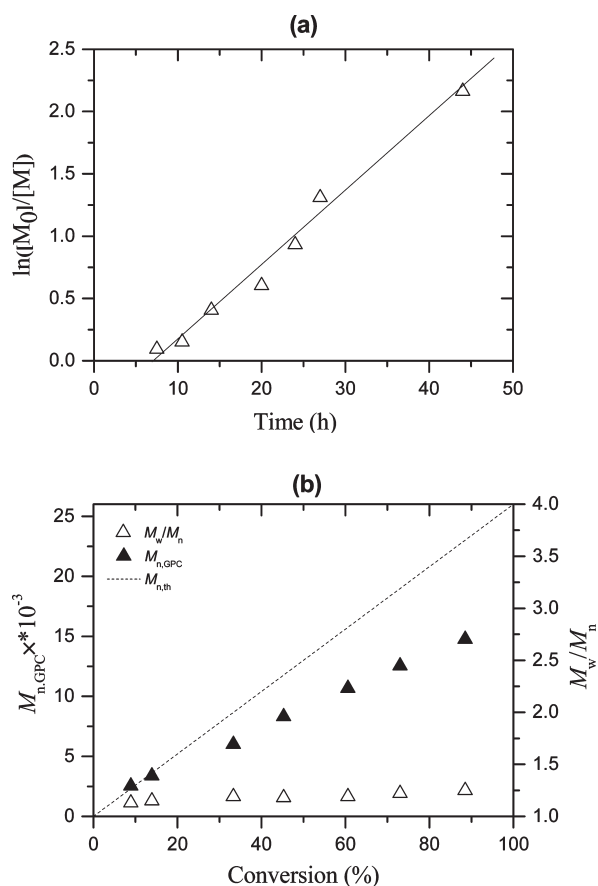 (a)
ln([M0]/[M])
2.5
2.0
1.5
1.0
0.5
0.0
0 10 20 30 40 50
Time (h)
(b)
Mn.GPC×*10-3
25
20
15
10
5
0
Mw/Mn
Mn,GPC
Mn,th
4.0
3.5
3.0
2.5
2.0
1.5
1.0
Mw/Mn
0 20 40 60 80 100
Conversion (%)